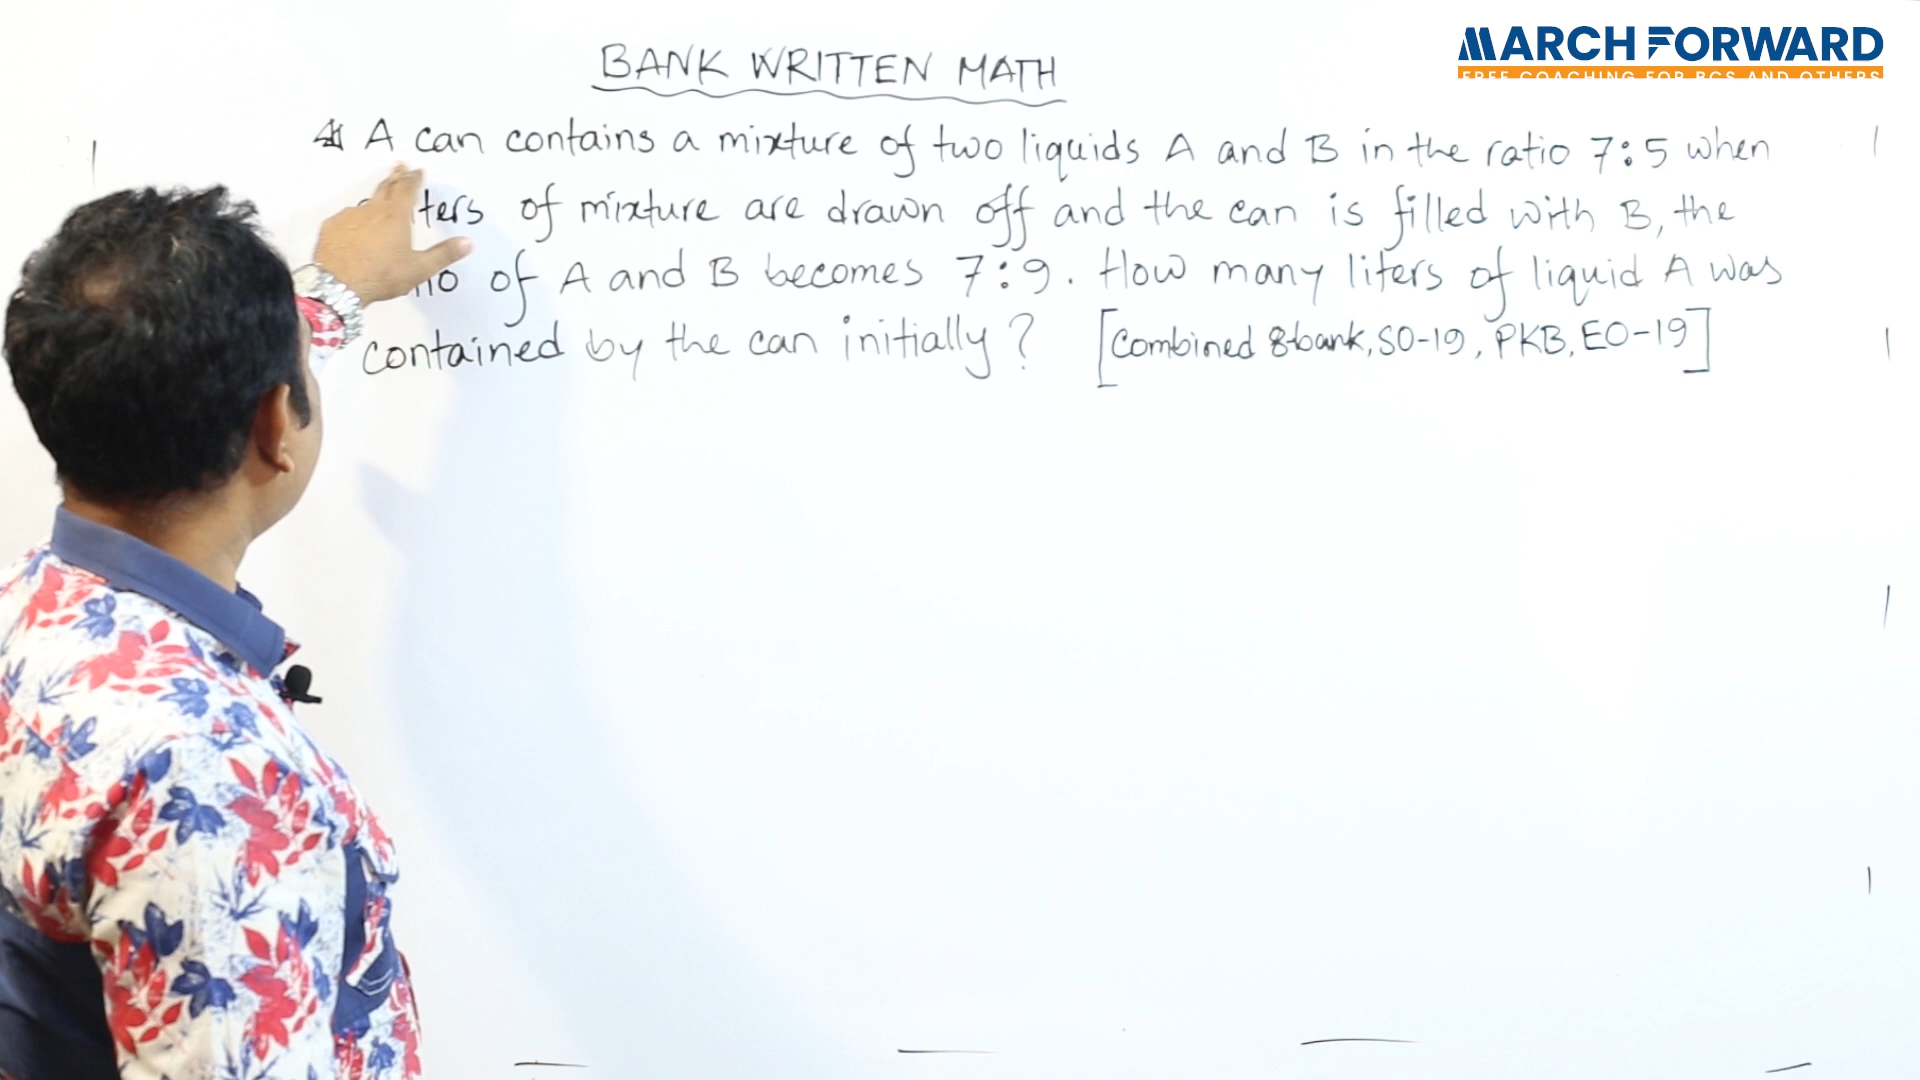 MARCH FORWARD
FREE COACHING FOR BCS AND OTHERS
BANK WRITTEN MATH
A can contains a mixture of two liquids A and B in the ratio 7:5 when
of mixture are drawn off and the can is filled with B, the
of A and B becomes 7:9. How many liters of liquid A was
contained by the can initially? [Combined 8-bank, SO-19, PKB, EO-19]